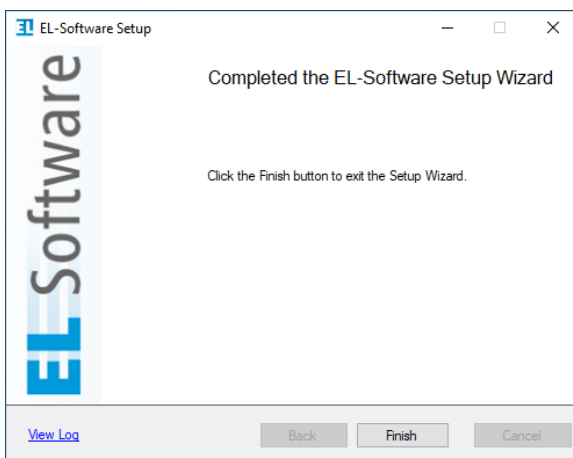 EL-Software Setup
EL Software
Completed the EL-Software Setup Wizard
Click the Finish button to exit the Setup Wizard.
View Log
Back
Finish
Cancel